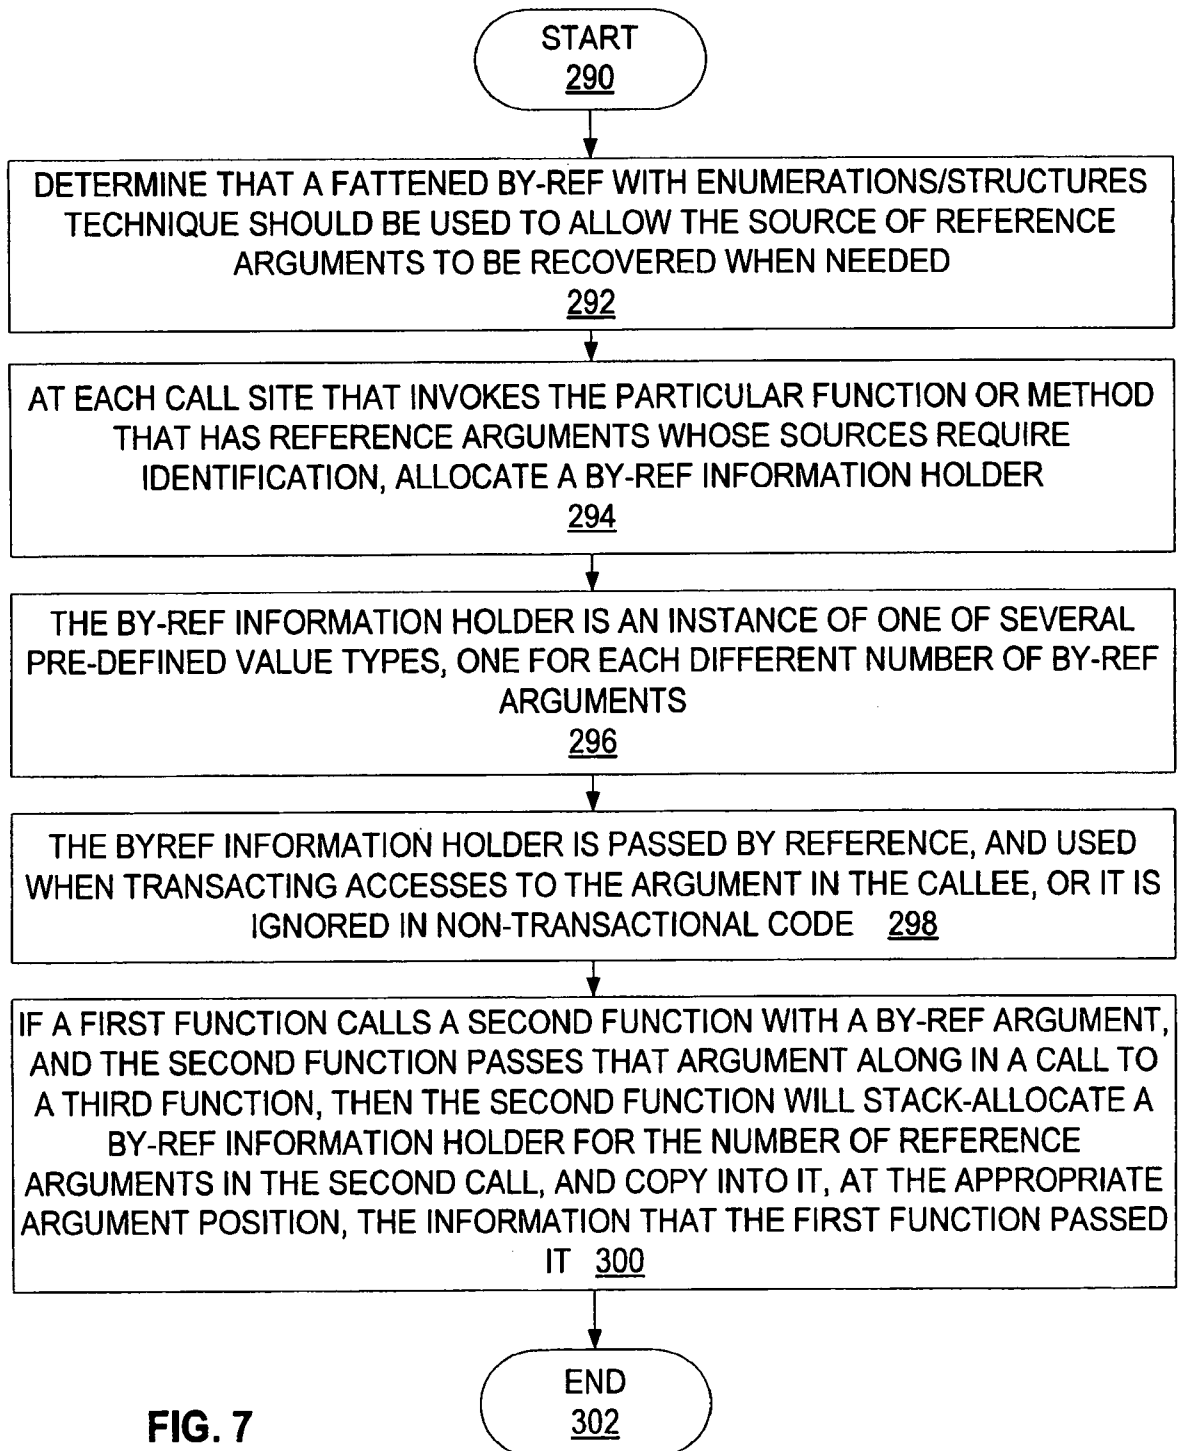 START
290
DETERMINE THAT A FATTENED BY-REF WITH ENUMERATIONS/STRUCTURES
TECHNIQUE SHOULD BE USED TO ALLOW THE SOURCE OF REFERENCE
ARGUMENTS TO BE RECOVERED WHEN NEEDED
292
AT EACH CALL SITE THAT INVOKES THE PARTICULAR FUNCTION OR METHOD
THAT HAS REFERENCE ARGUMENTS WHOSE SOURCES REQUIRE
IDENTIFICATION, ALLOCATE A BY-REF INFORMATION HOLDER
294
THE BY-REF INFORMATION HOLDER IS AN INSTANCE OF ONE OF SEVERAL
PRE-DEFINED VALUE TYPES, ONE FOR EACH DIFFERENT NUMBER OF BY-REF
ARGUMENTS
296
THE BYREF INFORMATION HOLDER IS PASSED BY REFERENCE, AND USED
WHEN TRANSACTING ACCESSES TO THE ARGUMENT IN THE CALLEE, OR IT IS
IGNORED IN NON-TRANSACTIONAL CODE 298
IF A FIRST FUNCTION CALLS A SECOND FUNCTION WITH A BY-REF ARGUMENT,
AND THE SECOND FUNCTION PASSES THAT ARGUMENT ALONG IN A CALL TO
A THIRD FUNCTION, THEN THE SECOND FUNCTION WILL STACK-ALLOCATE A
BY-REF INFORMATION HOLDER FOR THE NUMBER OF REFERENCE
ARGUMENTS IN THE SECOND CALL, AND COPY INTO IT, AT THE APPROPRIATE
ARGUMENT POSITION, THE INFORMATION THAT THE FIRST FUNCTION PASSED
IT 300
END
302
FIG. 7